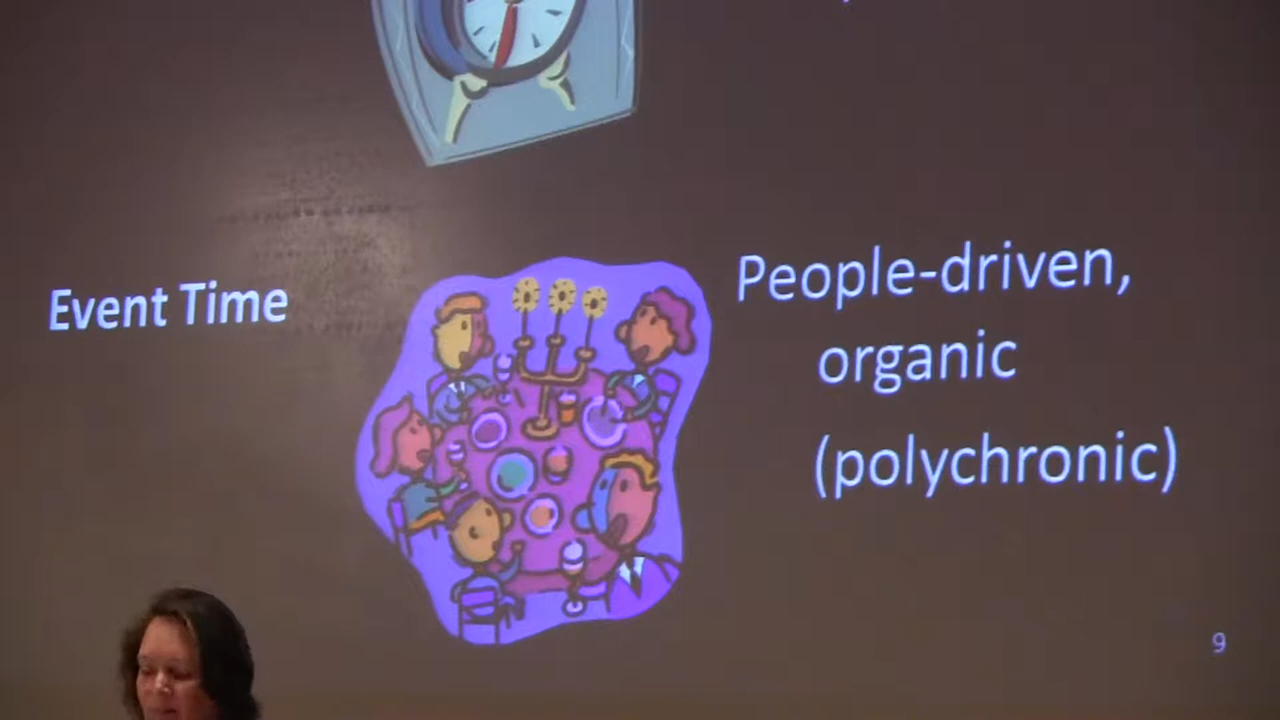 Event Time
People-driven,
organic
(polychronic)
9